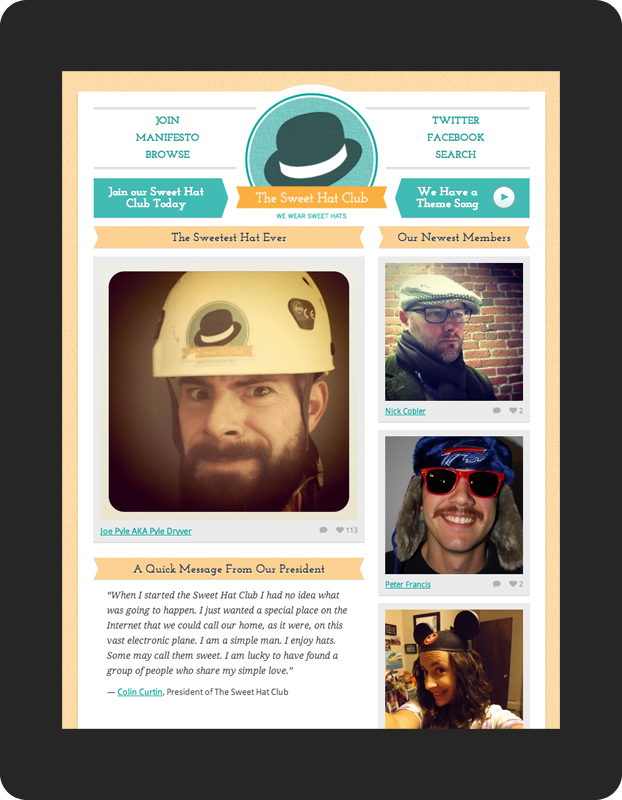 JOIN
MANIFESTO
BROWSE
TWITTER
FACEBOOK
SEARCH
Join our Sweet Hat
Club Today
The Sweet Hat Club
WE WEAR SWEET HATS
We Have a
Theme Song
The Sweetest Hat Ever
Our Newest Members
Joe Pyle AKA Pyle Dryver
113
Nick Cobler
2
Peter Francis
2
A Quick Message From Our President
“When I started the Sweet Hat Club I had no idea what
was going to happen. I just wanted a special place on the
Internet that we could call our home, as it were, on this
vast electronic plane. I am a simple man. I enjoy hats.
Some may call them sweet. I am lucky to have found a
group of people who share my simple love.”
— Colin Curtin, President of The Sweet Hat Club